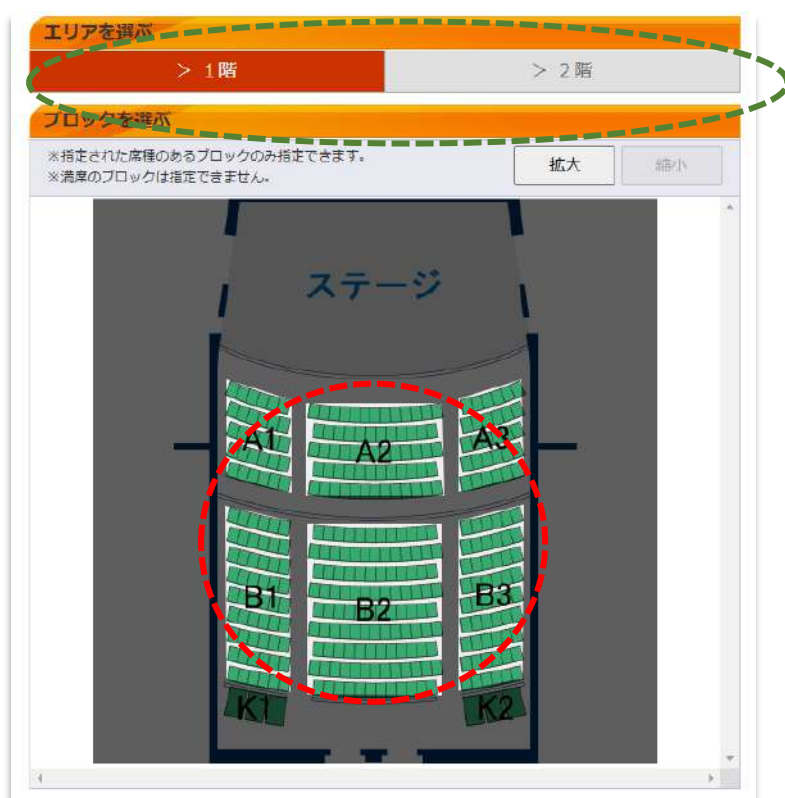 エリアを選ぶ
> 1階
> 2階
ブロックを選ぶ
※指定された席種のあるブロックのみ指定できます。
※満席のブロックは指定できません。
拡大
縮小
ステージ
A1
A2
A3
B1
B2
B3
K1
K2